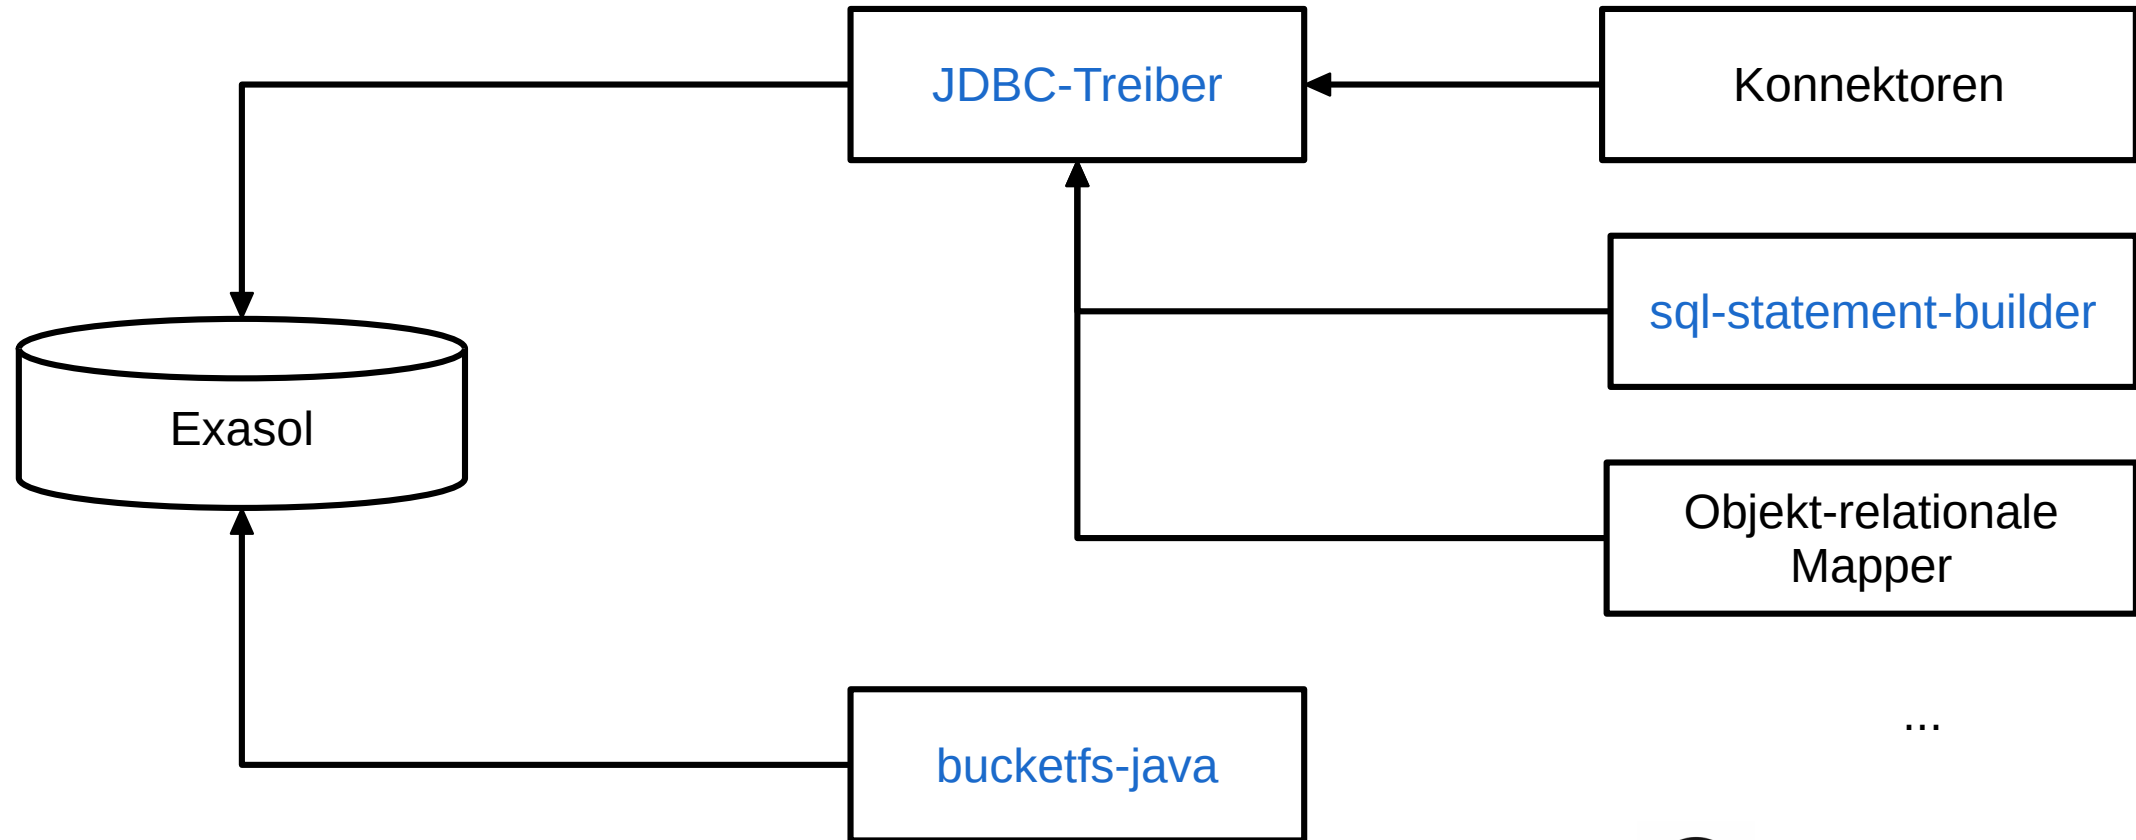 JDBC-Treiber
Konnektoren
sql-statement-builder
Exasol
Objekt-relationale
Mapper
...
bucketfs-java